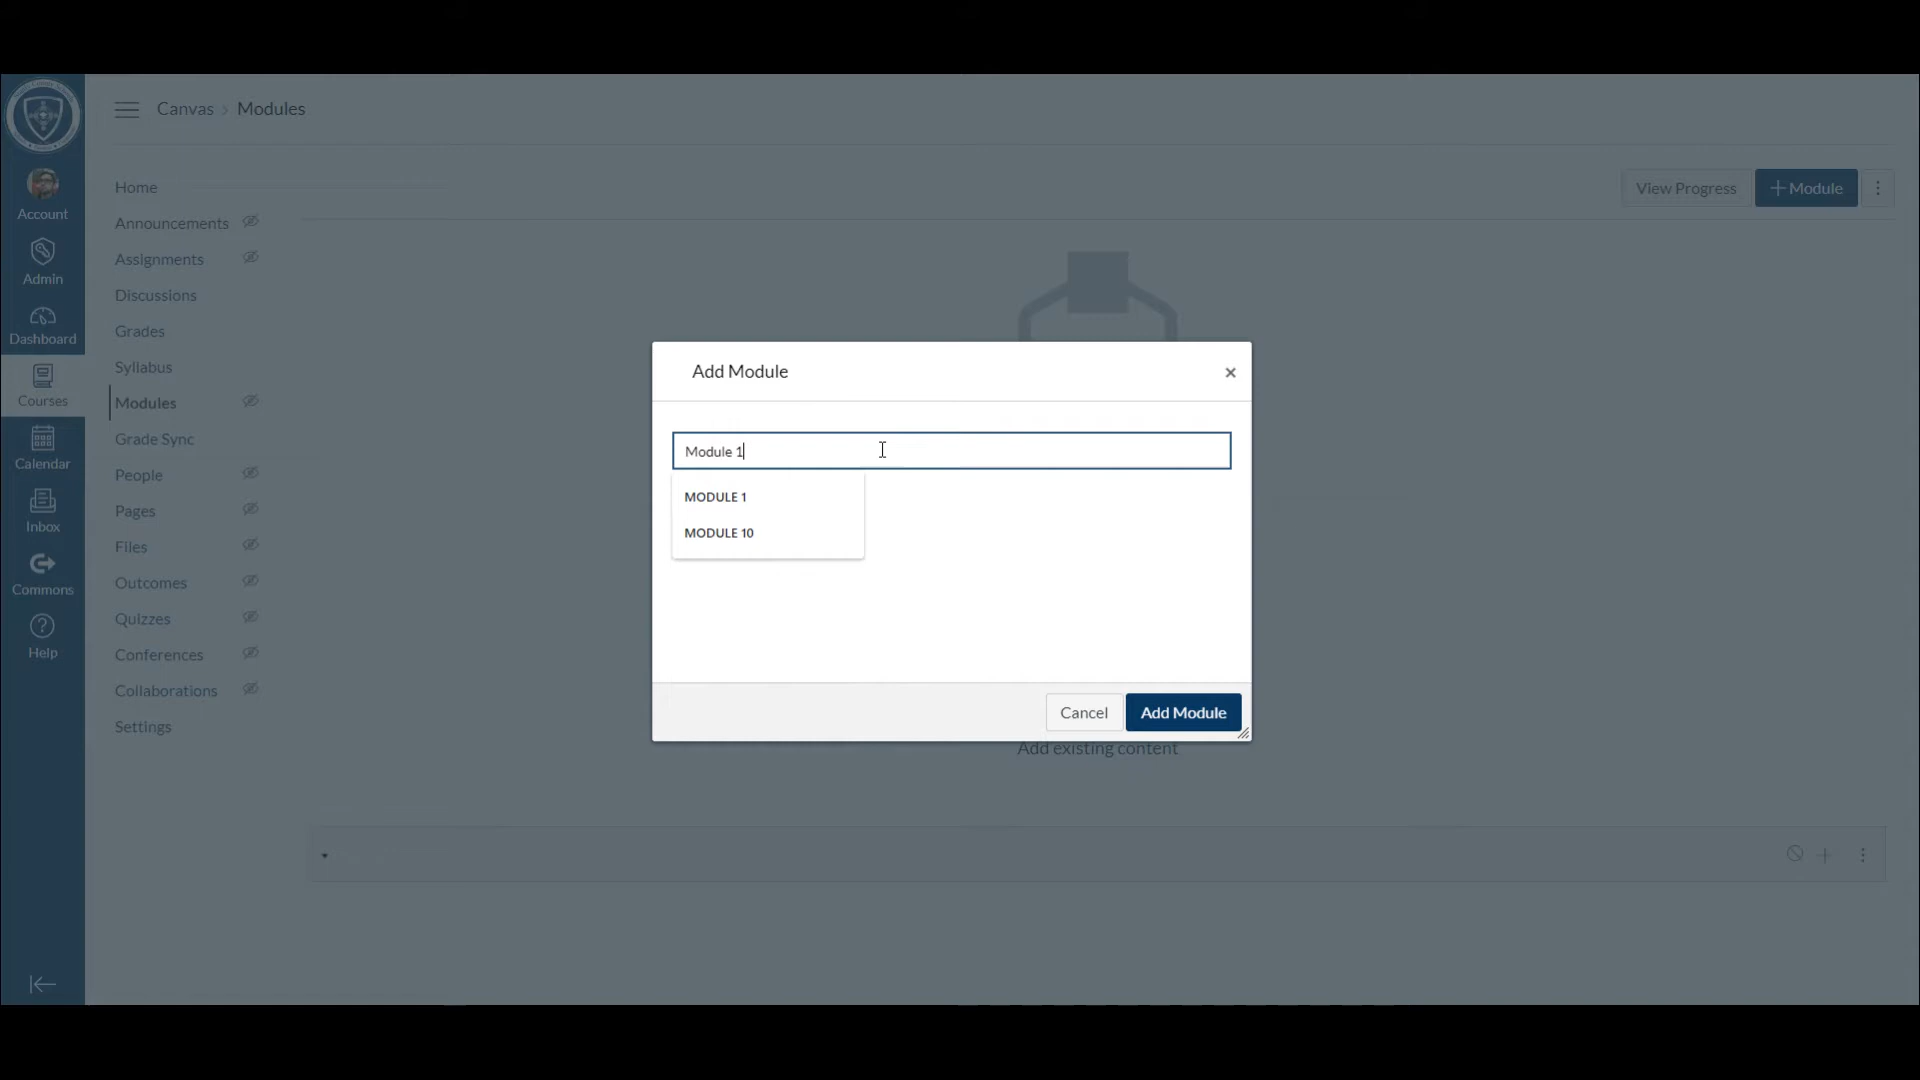 Canvas › Modules
Account
Admin
Dashboard
Courses
Calendar
Inbox
Commons
Help
Home
Announcements
Assignments
Discussions
Grades
Syllabus
Modules
Grade Sync
People
Pages
Files
Outcomes
Quizzes
Conferences
Collaborations
Settings
View Progress
+ Module
Add Module
×
Module 1
MODULE 1
MODULE 10
Cancel
Add Module
Add existing content